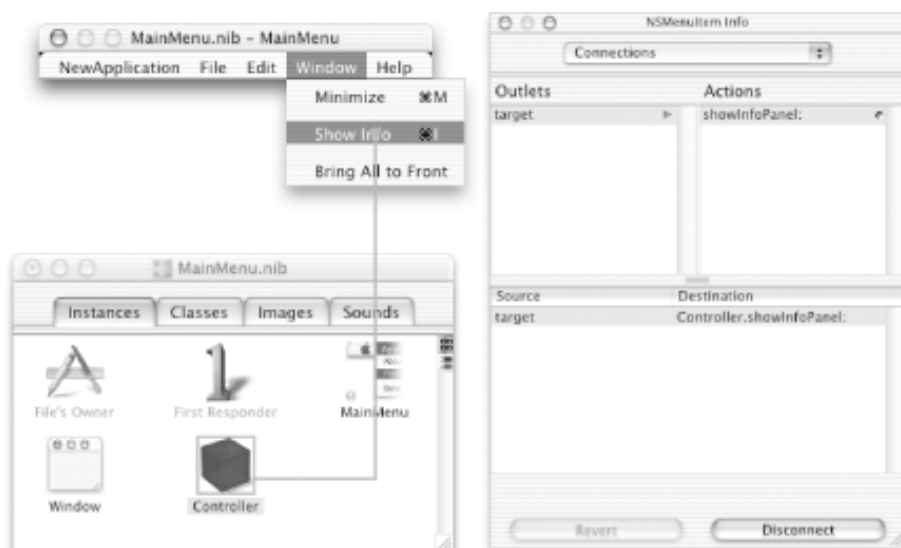 MainMenu.nib – MainMenu
NewApplication File Edit Window Help
Minimize ⌘M
Show Info ⌘I
Bring All to Front
MainMenu.nib
Instances Classes Images Sounds
File's Owner
First Responder
MainMenu
Window
Controller
NSMenuItem Info
Connections
Outlets Actions
target showInfoPanel:
Source Destination
target Controller.showInfoPanel:
Revert Disconnect